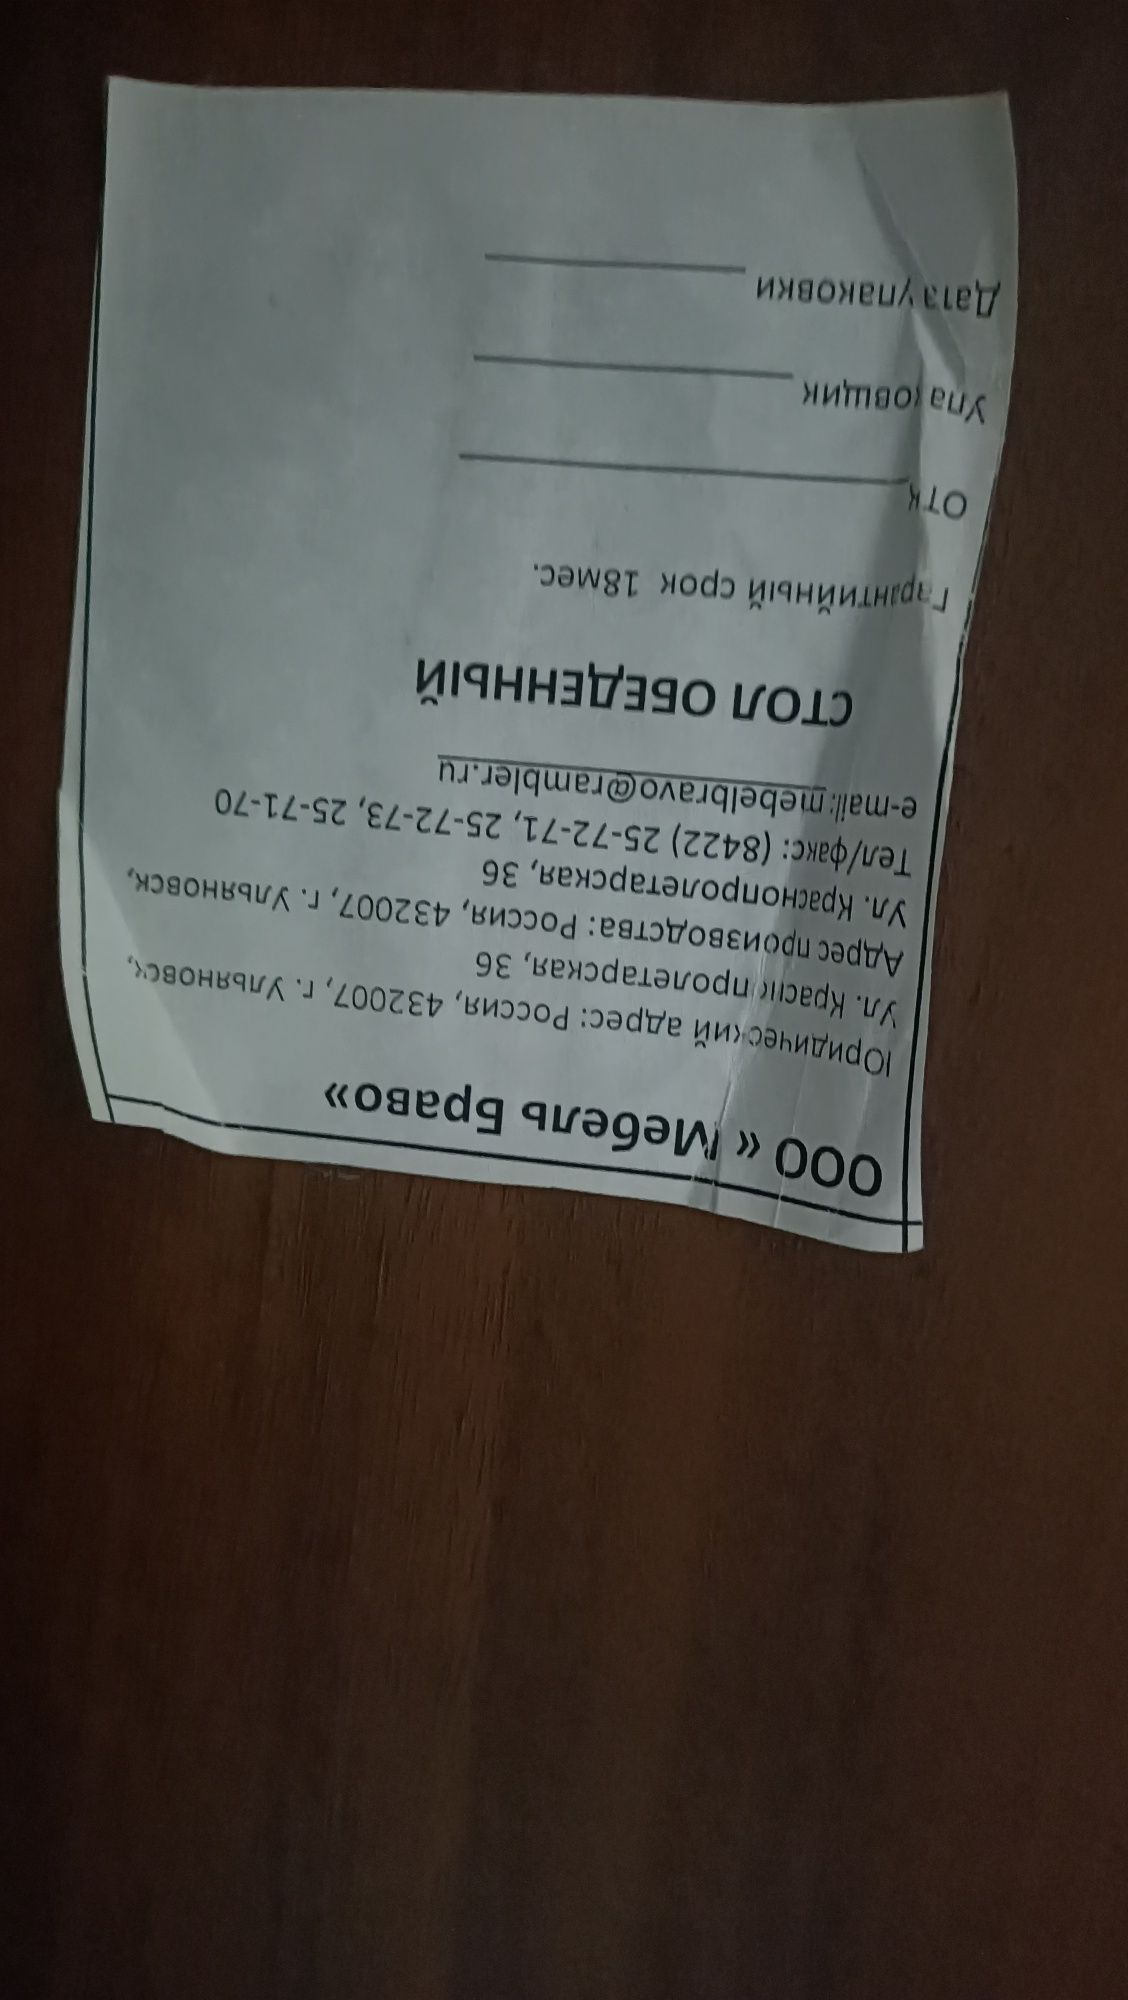 ООО « Мебель Браво»
Юридический адрес: Россия, 432007, г. Ульяновск,
Ул. Краснопролетарская, 36
Адрес производства: Россия, 432007, г. Ульяновск,
Ул. Краснопролетарская, 36
Тел/факс: (8422) 25-72-71, 25-72-73, 25-71-70
e-mail: mebelbravo@rambler.ru
СТОЛ ОБЕДЕННЫЙ
Гарантийный срок 18мес.
ОТК
Упаковщик
Дата упаковки